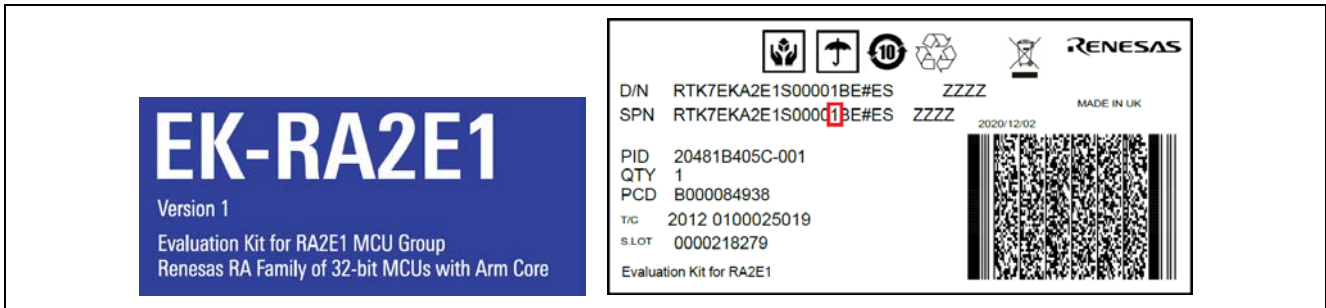 EK-RA2E1
Version 1
Evaluation Kit for RA2E1 MCU Group
Renesas RA Family of 32-bit MCUs with Arm Core
10
RENESAS
D/N RTK7EKA2E1S00001BE#ES ZZZZ
SPN RTK7EKA2E1S00001BE#ES ZZZZ
MADE IN UK
2020/12/02
PID 20481B405C-001
QTY 1
PCD B000084938
T/C 2012 0100025019
S.LOT 0000218279
Evaluation Kit for RA2E1